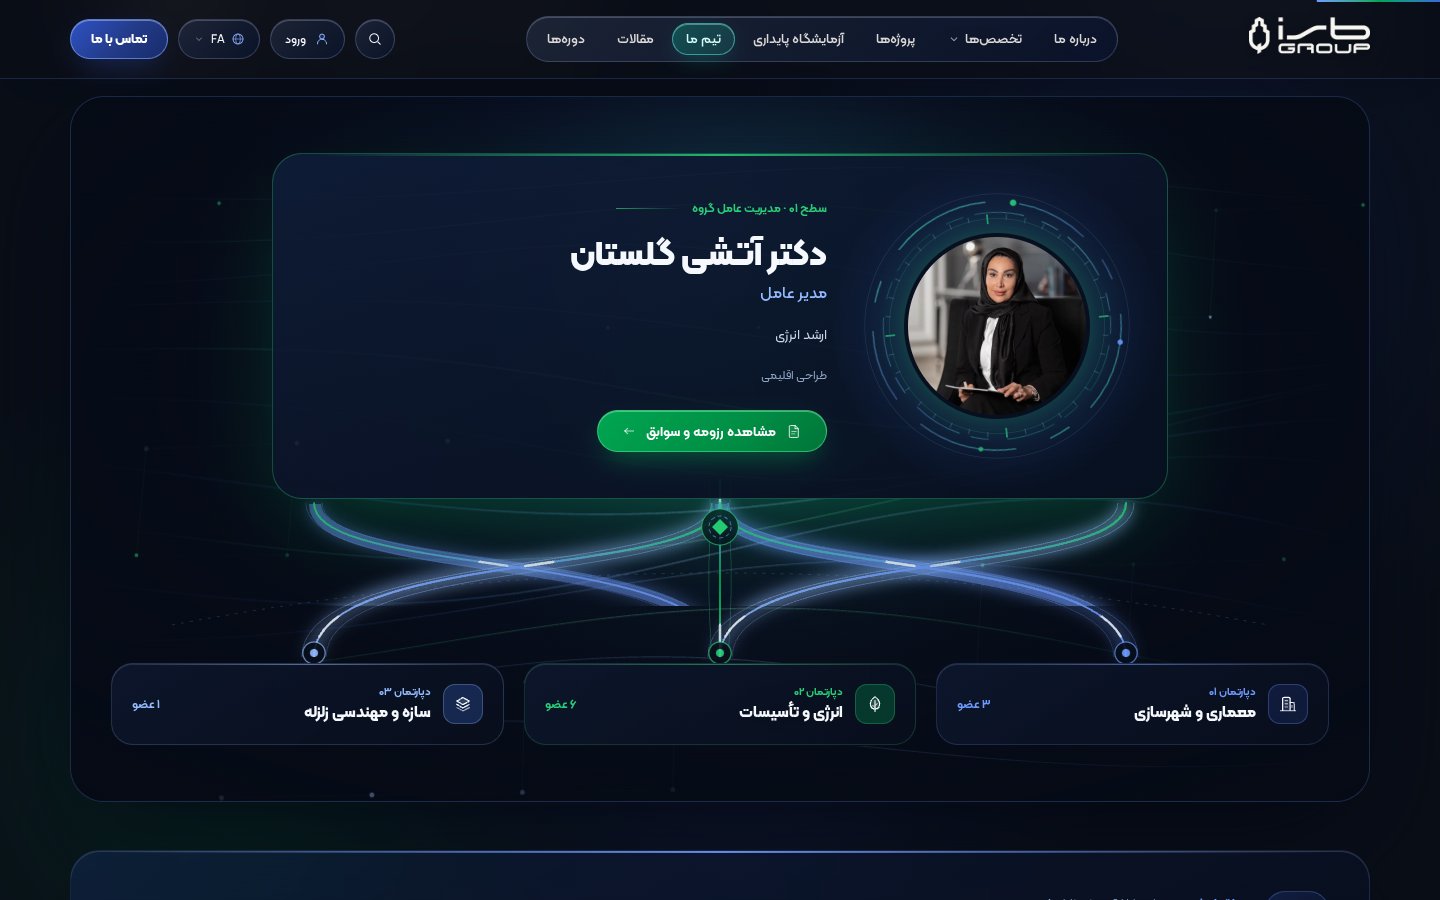 isb
GROUP
درباره ما
تخصص‌ها
پروژه‌ها
آزمایشگاه پایداری
تیم ما
مقالات
دوره‌ها
ورود
FA
تماس با ما
سطح ۰۱ · مدیریت عامل گروه
دکتر آتشی گلستان
مدیر عامل
ارشد انرژی
طراحی اقلیمی
مشاهده رزومه و سوابق
دپارتمان ۰۱
معماری و شهرسازی
۳ عضو
دپارتمان ۰۲
انرژی و تأسیسات
۶ عضو
دپارتمان ۰۳
سازه و مهندسی زلزله
۱ عضو